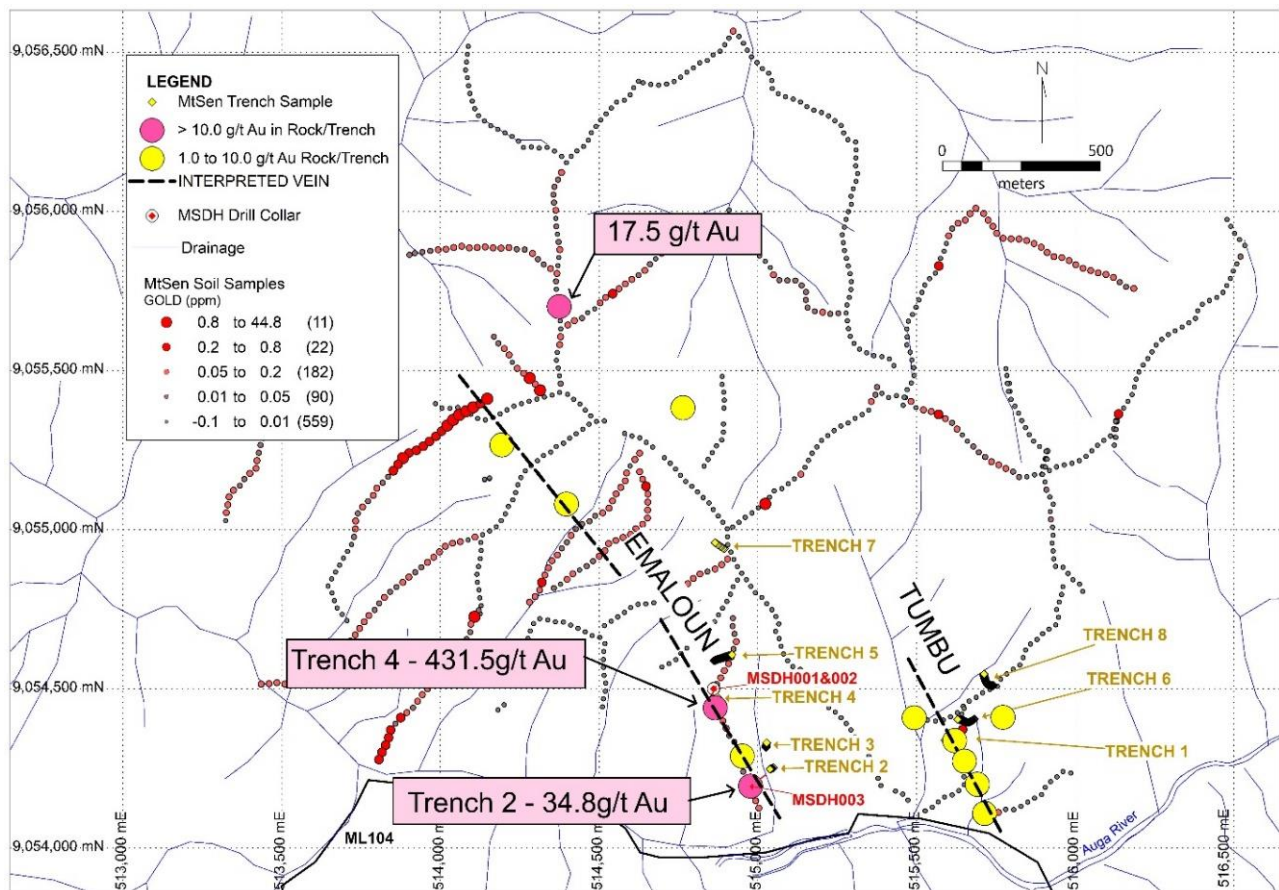 9,056,500 mN
9,056,000 mN
9,055,500 mN
9,055,000 mN
9,054,500 mN
9,054,000 mN
LEGEND
MtSen Trench Sample
> 10.0 g/t Au in Rock/Trench
1.0 to 10.0 g/t Au Rock/Trench
INTERPRETED VEIN
MSDH Drill Collar
Drainage
MtSen Soil Samples
GOLD (ppm)
0.8 to 44.8 (11)
0.2 to 0.8 (22)
0.05 to 0.2 (182)
0.01 to 0.05 (90)
-0.1 to 0.01 (559)
N
0 500
meters
17.5 g/t Au
TRENCH 7
EMALOUN
TUMBU
TRENCH 8
TRENCH 5
Trench 4 - 431.5g/t Au
MSDH001&002
TRENCH 6
TRENCH 4
TRENCH 3
TRENCH 1
TRENCH 2
Trench 2 - 34.8g/t Au
MSDH003
ML104
Auga River
513,000 mE
513,500 mE
514,000 mE
514,500 mE
515,000 mE
515,500 mE
516,000 mE
516,500 mE